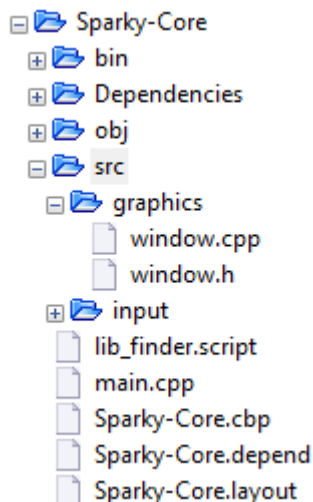 Sparky-Core
bin
Dependencies
obj
src
graphics
window.cpp
window.h
input
lib_finder.script
main.cpp
Sparky-Core.cbp
Sparky-Core.depend
Sparky-Core.layout